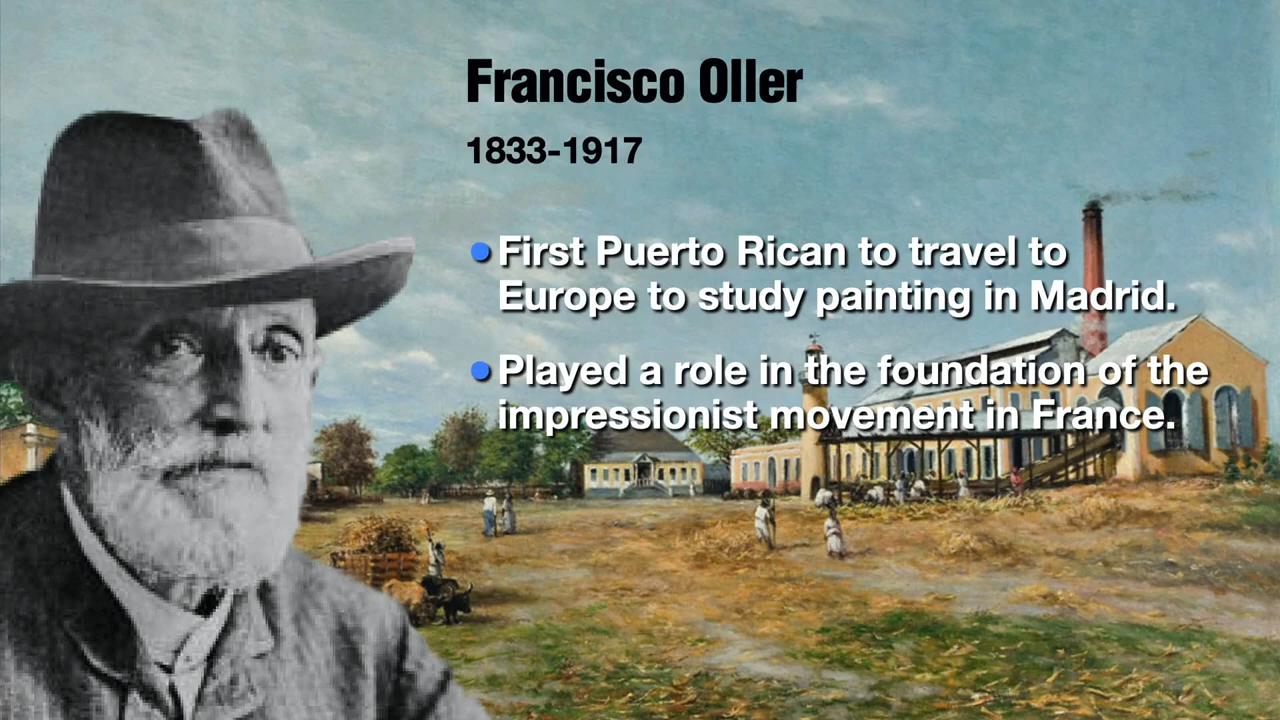 Francisco Oller
1833-1917
• First Puerto Rican to travel to
Europe to study painting in Madrid.
• Played a role in the foundation of the
impressionist movement in France.